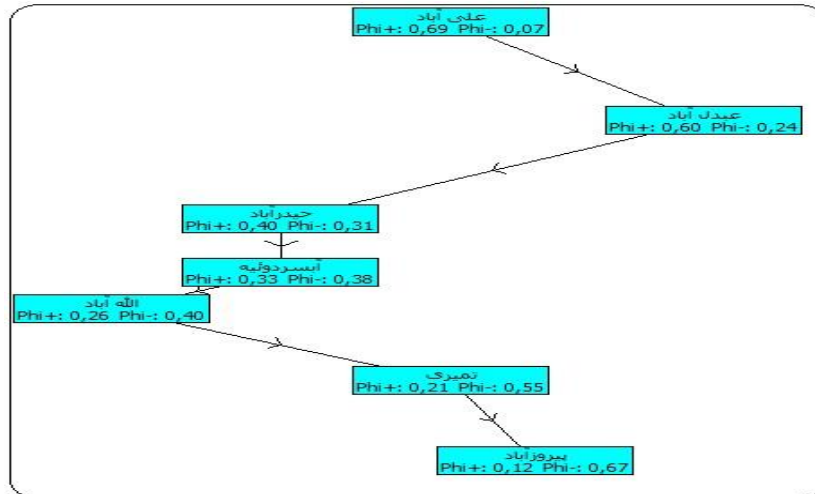 علی آباد
Phi+: 0,69 Phi-: 0,07
عبدل آباد
Phi+: 0,60 Phi-: 0,24
حیدرآباد
Phi+: 0,40 Phi-: 0,31
آبسردوئیه
Phi+: 0,33 Phi-: 0,38
الله آباد
Phi+: 0,26 Phi-: 0,40
نمیری
Phi+: 0,21 Phi-: 0,55
پیروزآباد
Phi+: 0,12 Phi-: 0,67